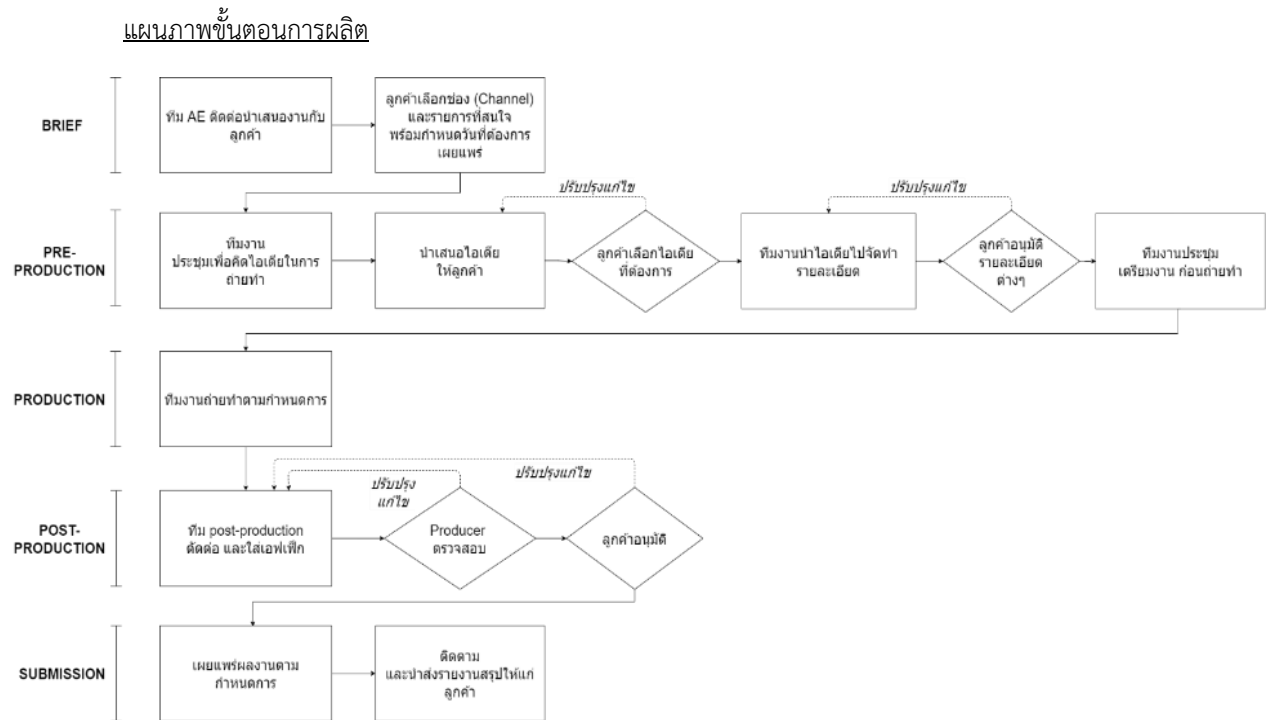 แผนภาพขั้นตอนการผลิต
BRIEF
ทีม AE ติดต่อนำเสนองานกับ
ลูกค้า
ลูกค้าเลือกช่อง (Channel)
และรายการที่สนใจ
พร้อมกำหนดวันที่ต้องการ
เผยแพร่
ปรับปรุงแก้ไข
ปรับปรุงแก้ไข
PRE-
PRODUCTION
ทีมงาน
ประชุมเพื่อคิดไอเดียในการ
ถ่ายทำ
นำเสนอไอเดีย
ให้ลูกค้า
ลูกค้าเลือกไอเดีย
ที่ต้องการ
ทีมงานนำไอเดียไปจัดทำ
รายละเอียด
ลูกค้าอนุมัติ
รายละเอียด
ต่างๆ
ทีมงานประชุม
เตรียมงาน ก่อนถ่ายทำ
PRODUCTION
ทีมงานถ่ายทำตามกำหนดการ
ปรับปรุง
แก้ไข
ปรับปรุงแก้ไข
POST-
PRODUCTION
ทีม post-production
ตัดต่อ และใส่เอฟเฟ็ก
Producer
ตรวจสอบ
ลูกค้าอนุมัติ
SUBMISSION
เผยแพร่ผลงานตาม
กำหนดการ
ติดตาม
และนำส่งรายงานสรุปให้แก่
ลูกค้า